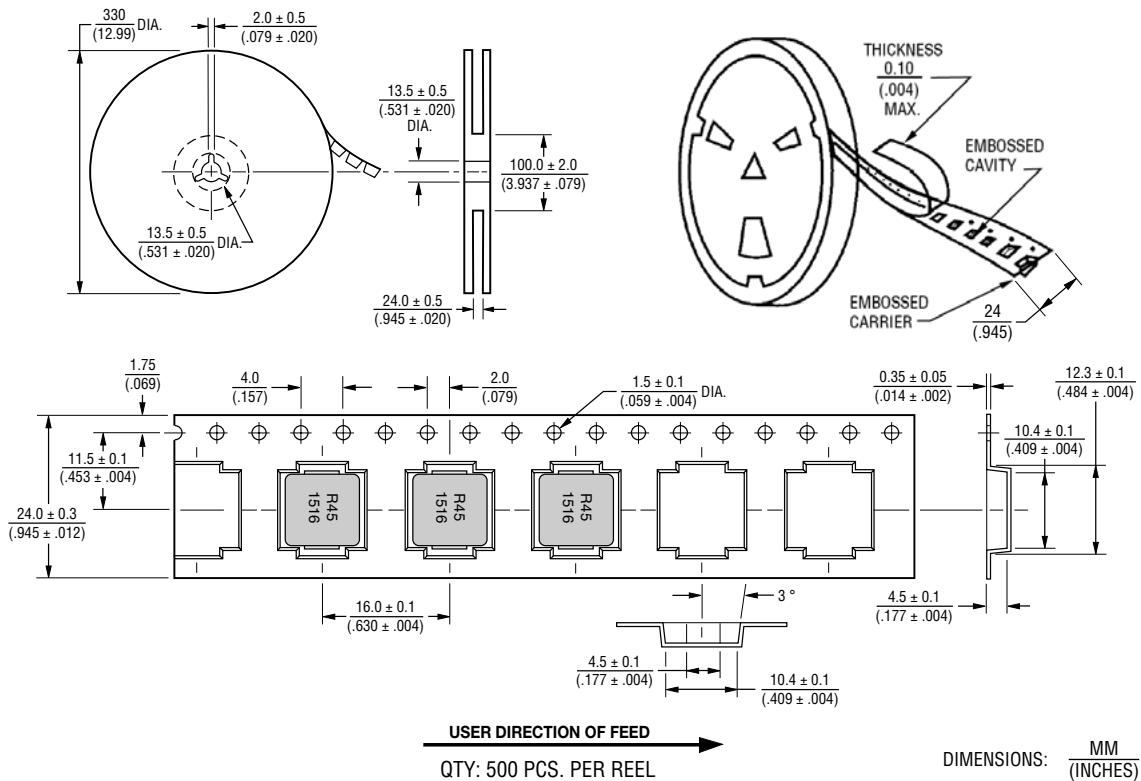 330
(12.99)
DIA.
2.0 ± 0.5
(.079 ± .020)
13.5 ± 0.5
(.531 ± .020)
DIA.
100.0 ± 2.0
(3.937 ± .079)
13.5 ± 0.5
(.531 ± .020)
DIA.
24.0 ± 0.5
(.945 ± .020)
THICKNESS
0.10
(.004)
MAX.
EMBOSSED
CAVITY
EMBOSSED
CARRIER
24
(.945)
1.75
(.069)
4.0
(.157)
2.0
(.079)
1.5 ± 0.1
(.059 ± .004)
DIA.
0.35 ± 0.05
(.014 ± .002)
12.3 ± 0.1
(.484 ± .004)
10.4 ± 0.1
(.409 ± .004)
11.5 ± 0.1
(.453 ± .004)
24.0 ± 0.3
(.945 ± .012)
R45
1516
R45
1516
R45
1516
16.0 ± 0.1
(.630 ± .004)
3 °
4.5 ± 0.1
(.177 ± .004)
4.5 ± 0.1
(.177 ± .004)
10.4 ± 0.1
(.409 ± .004)
USER DIRECTION OF FEED
QTY: 500 PCS. PER REEL
DIMENSIONS:
MM
(INCHES)